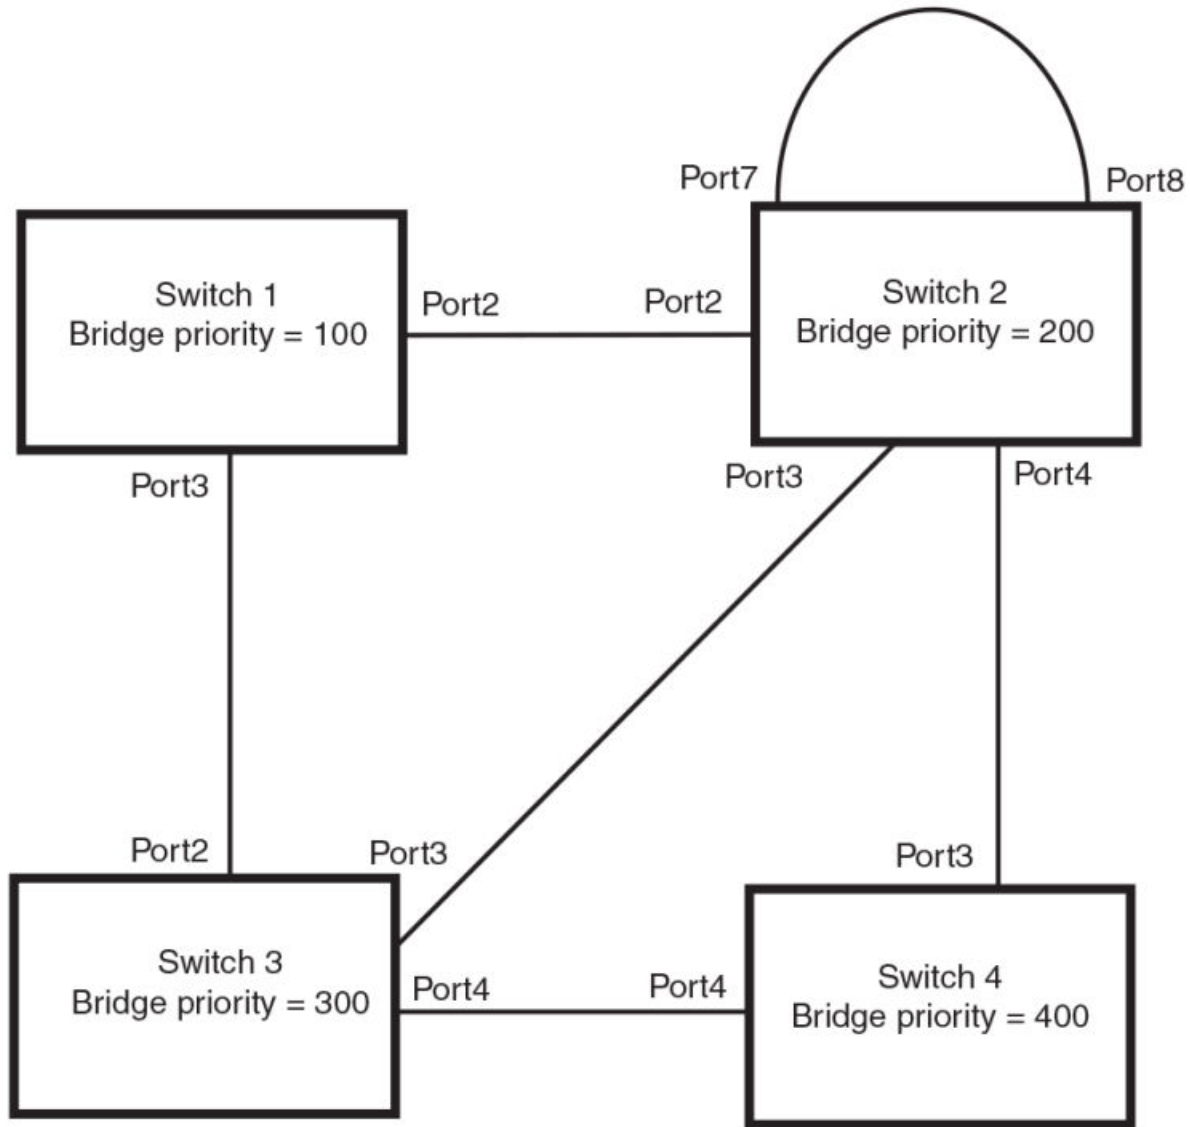 Port7
Port8
Switch 1
Bridge priority = 100
Port2
Port2
Switch 2
Bridge priority = 200
Port3
Port3
Port4
Port2
Port3
Port3
Switch 3
Bridge priority = 300
Port4
Port4
Switch 4
Bridge priority = 400